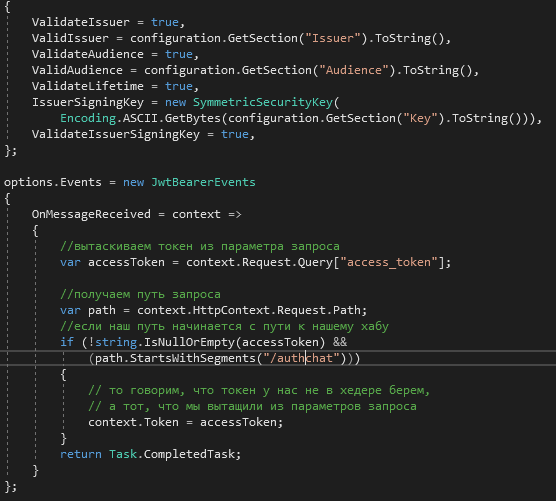 {
ValidateIssuer = true,
ValidIssuer = configuration.GetSection("Issuer").ToString(),
ValidateAudience = true,
ValidAudience = configuration.GetSection("Audience").ToString(),
ValidateLifetime = true,
IssuerSigningKey = new SymmetricSecurityKey(
Encoding.ASCII.GetBytes(configuration.GetSection("Key").ToString())),
ValidateIssuerSigningKey = true,
};
options.Events = new JwtBearerEvents
{
OnMessageReceived = context =>
{
//вытаскиваем токен из параметра запроса
var accessToken = context.Request.Query["access_token"];
//получаем путь запроса
var path = context.HttpContext.Request.Path;
//если наш путь начинается с пути к нашему хабу
if (!string.IsNullOrEmpty(accessToken) &&
(path.StartsWithSegments("/authchat")))
{
// то говорим, что токен у нас не в хедере берем,
// а тот, что мы вытащили из параметров запроса
context.Token = accessToken;
}
return Task.CompletedTask;
}
};